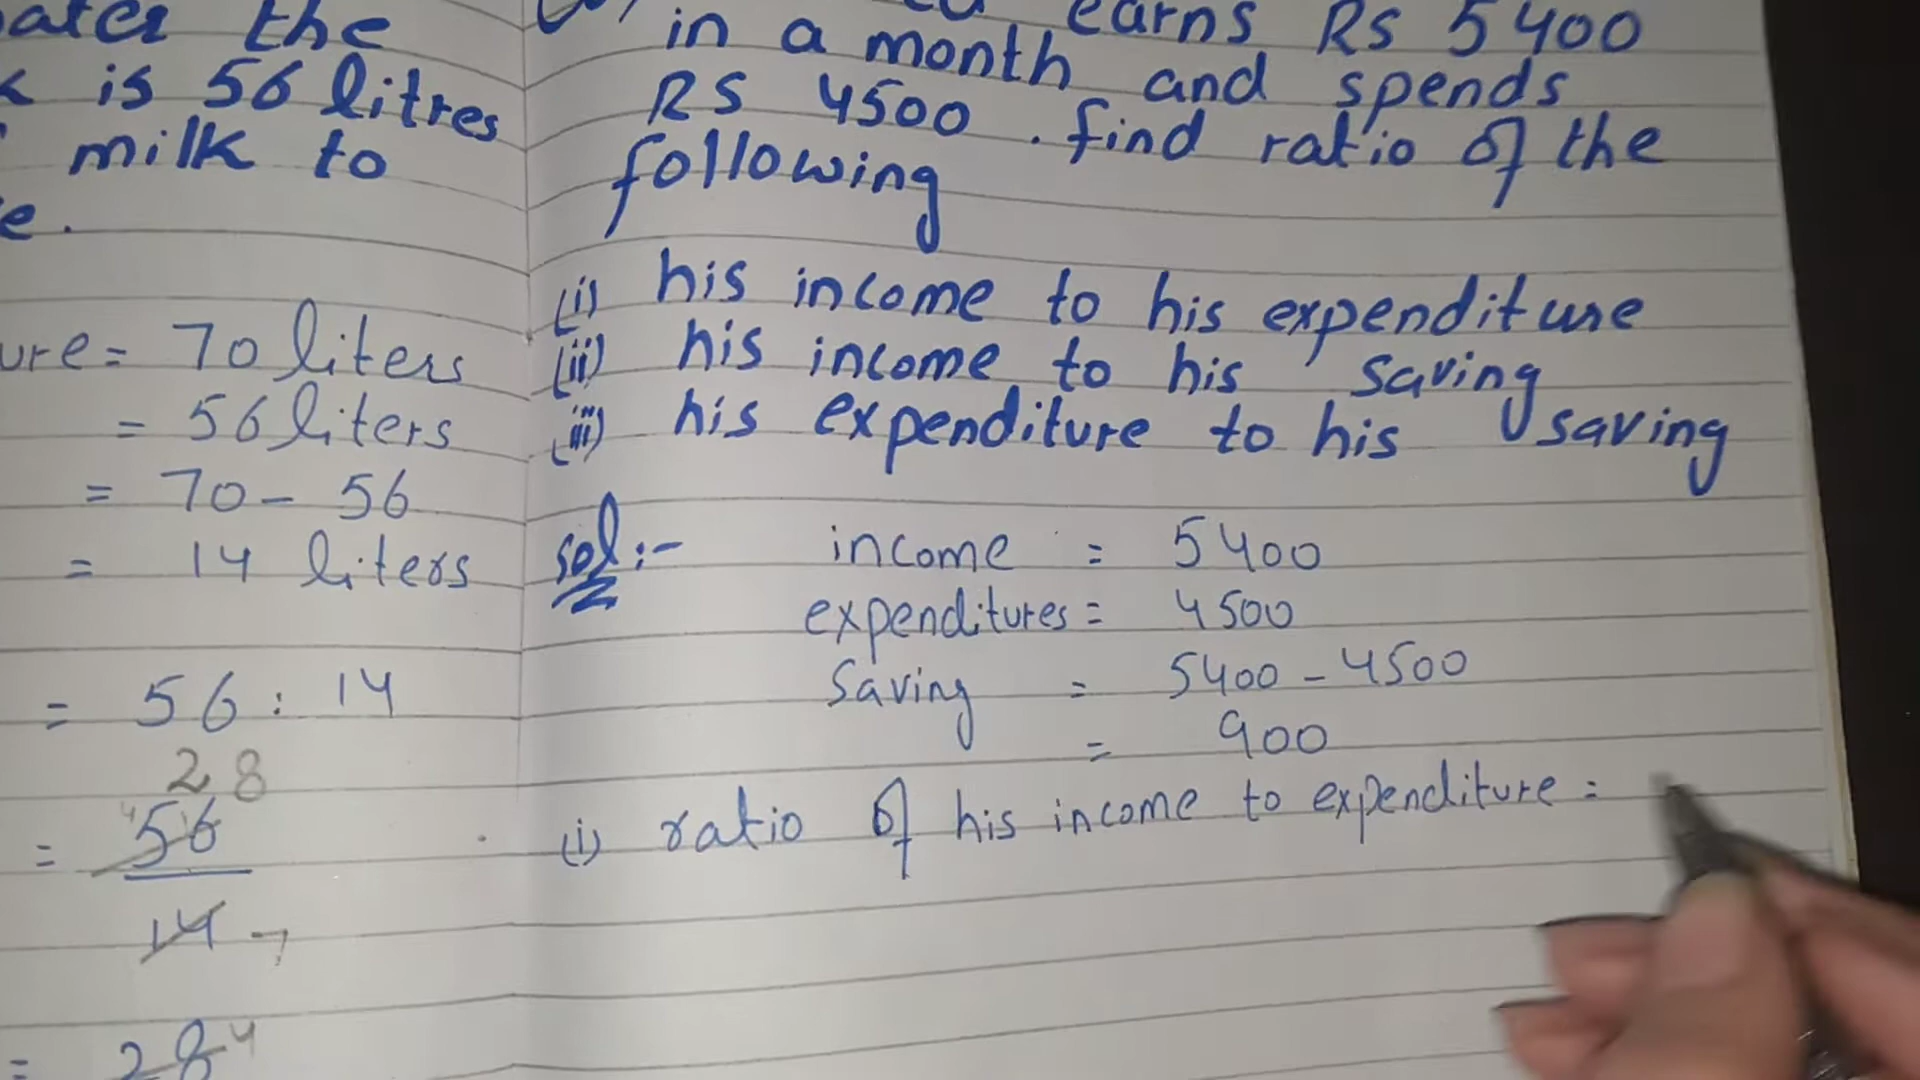 the
is 56 litres
milk to
ure = 70 liters
= 56 liters
= 70 - 56
= 14 liters
= 56 : 14
28
= 56
14 7
= 28 4
earns Rs 5400
in a month and spends
RS 4500 . find ratio of the
following
(i) his income to his expenditure
(ii) his income to his saving
(iii) his expenditure to his saving
sol:- income = 5400
expenditures = 4500
Saving = 5400 - 4500
= 900
(i) ratio of his income to expenditure =